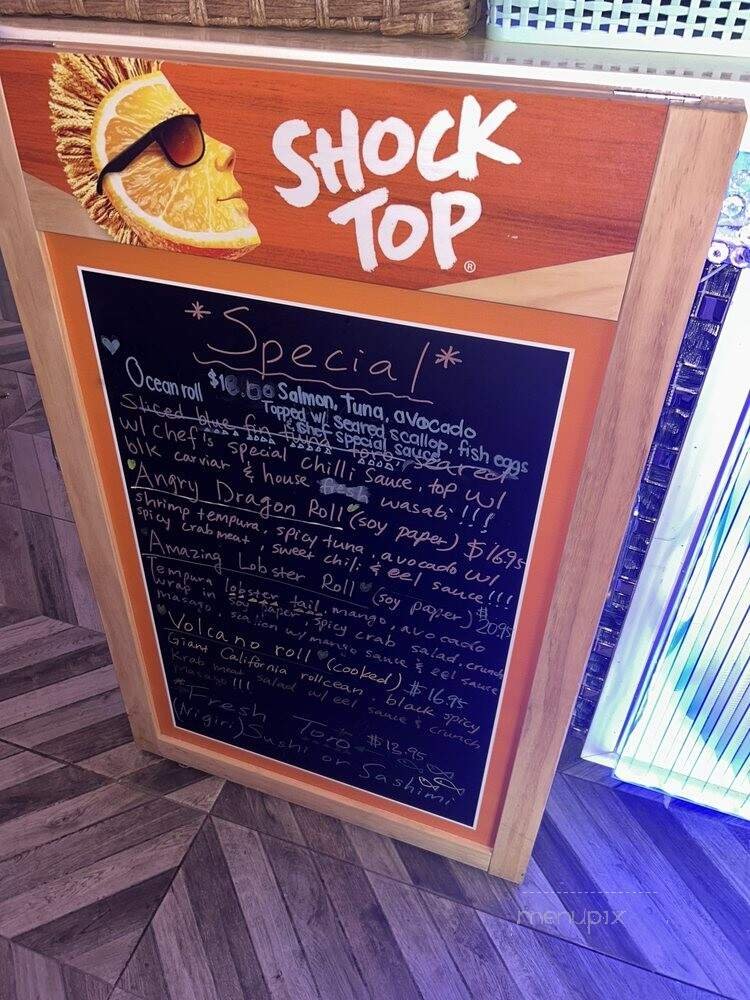 SHOCK
TOP®
*Special*
Ocean roll Salmon, Tuna, avocado
Topped w/ Seared scallop, fish eggs
& chef special sauce
Sliced blue fin tuna Toro seared
w/ chef's special chilli sauce, top w/
blk carviar & house fresh wasabi !!!
Angry Dragon Roll (soy paper) $16.95
shrimp tempura, spicy tuna, avocado w/
spicy crab meat, sweet chili & eel sauce!!!
Amazing Lobster Roll (soy paper) $20.95
Tempura lobster tail, mango, avocado
wrap in soy paper, spicy crab salad, crunch
masago, w/ mango sauce & eel sauce
Volcano roll (cooked) $16.95
Giant California roll black spicy
Krab meat salad w/ eel sauce & crunch
masago!!!
*Fresh Toro $12.95
(Nigiri) Sushi or Sashimi
menupix